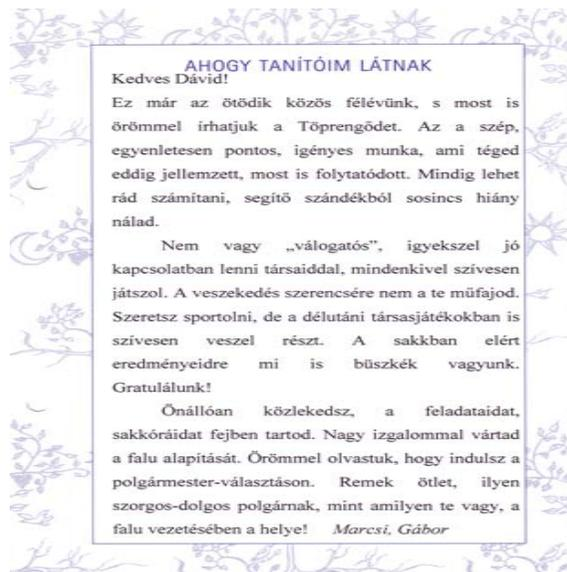 AHOGY TANÍTÓIM LÁTNAK
Kedves Dávid!
Ez már az ötödik közös félévünk, s most is
örömmel írhatjuk a Töprengődet. Az a szép,
egyenletesen pontos, igényes munka, ami téged
eddig jellemzett, most is folytatódott. Mindig lehet
rád számítani, segítő szándékból sosincs hiány
nálad.
Nem vagy „válogatós”, igyekszel jó
kapcsolatban lenni társaiddal, mindenkivel szívesen
játszol. A veszekedés szerencsére nem a te műfajod.
Szeretsz sportolni, de a délutáni társasjátékokban is
szívesen veszel részt. A sakkban elért
eredményeidre mi is büszkék vagyunk.
Gratulálunk!
Önállóan közlekedsz, a feladataidat,
sakkóráidat fejben tartod. Nagy izgalommal vártad
a falu alapítását. Örömmel olvastuk, hogy indulsz a
polgármester-választáson. Remek ötlet, ilyen
szorgos-dolgos polgárnak, mint amilyen te vagy, a
falu vezetésében a helye! Marcsi, Gábor